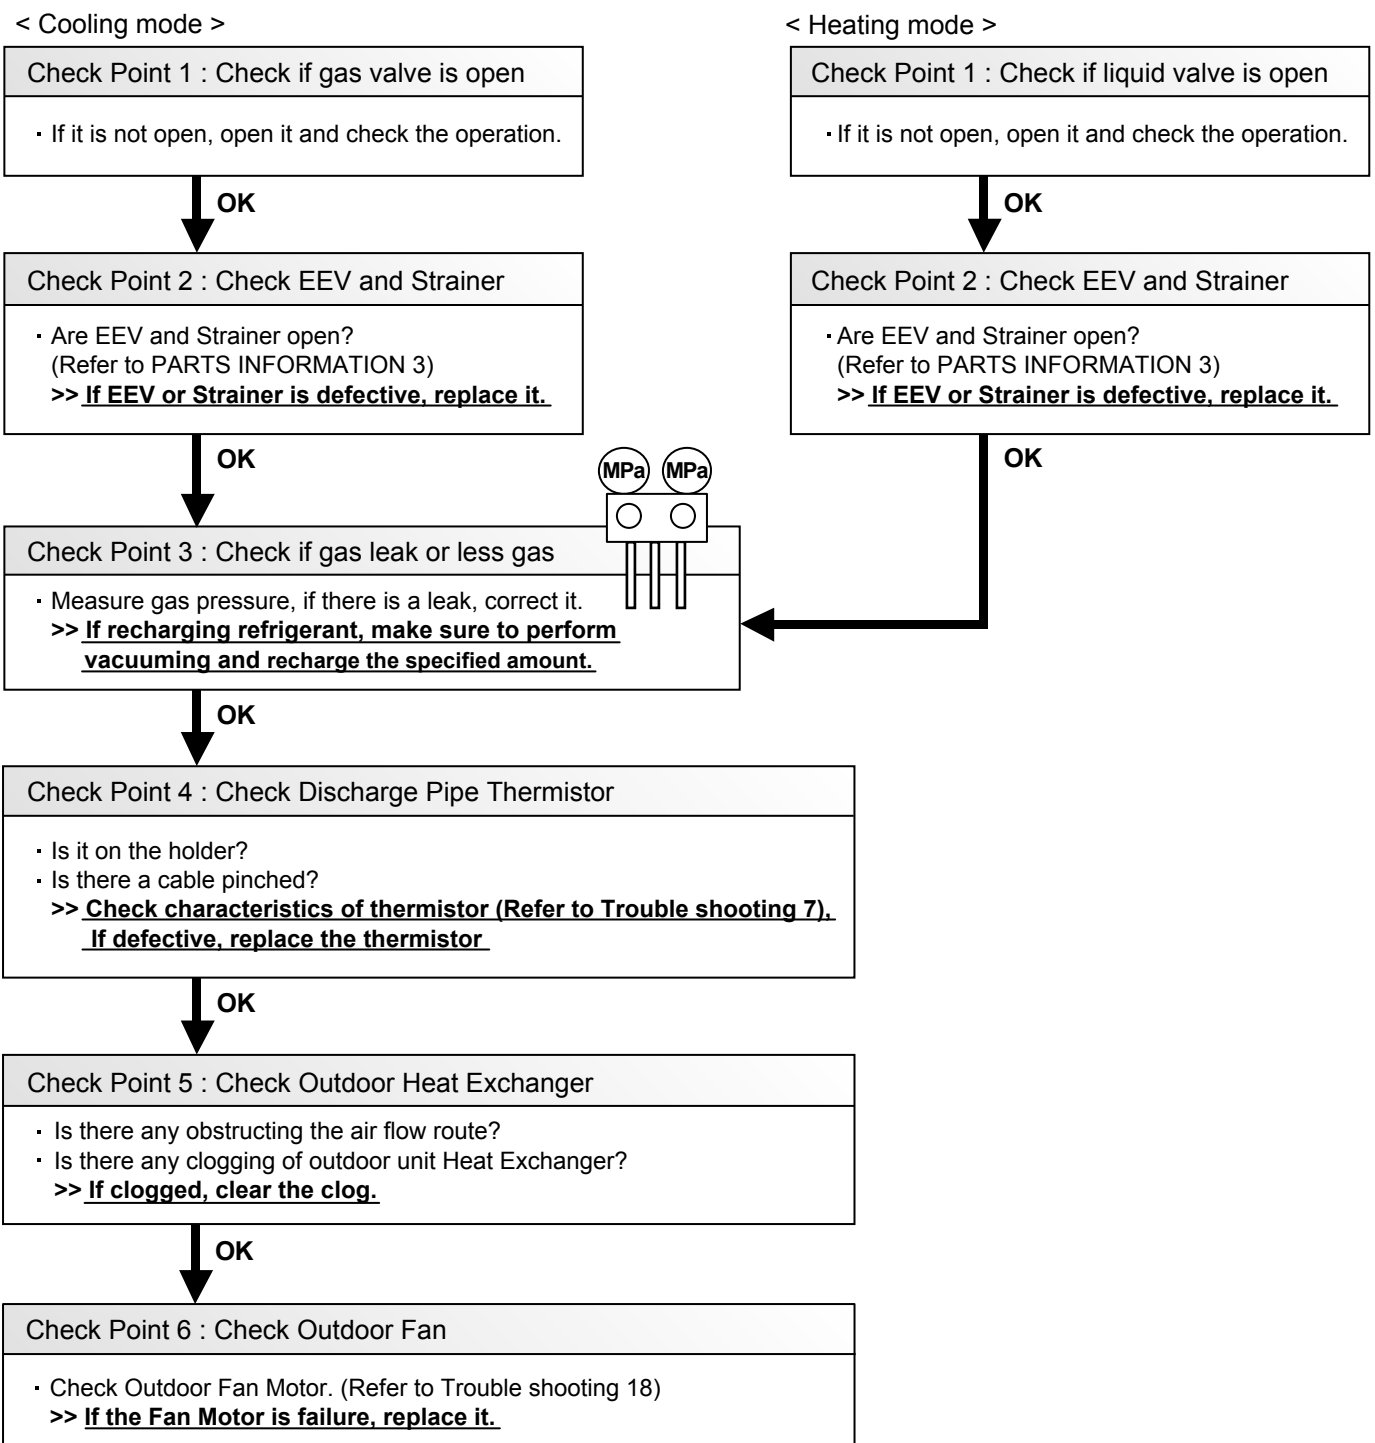 < Cooling mode >
Check Point 1 : Check if gas valve is open
· If it is not open, open it and check the operation.
OK
Check Point 2 : Check EEV and Strainer
· Are EEV and Strainer open?
(Refer to PARTS INFORMATION 3)
>> If EEV or Strainer is defective, replace it.
OK
< Heating mode >
Check Point 1 : Check if liquid valve is open
· If it is not open, open it and check the operation.
OK
Check Point 2 : Check EEV and Strainer
· Are EEV and Strainer open?
(Refer to PARTS INFORMATION 3)
>> If EEV or Strainer is defective, replace it.
OK
MPa MPa
Check Point 3 : Check if gas leak or less gas
· Measure gas pressure, if there is a leak, correct it.
>> If recharging refrigerant, make sure to perform
vacuuming and recharge the specified amount.
OK
Check Point 4 : Check Discharge Pipe Thermistor
· Is it on the holder?
· Is there a cable pinched?
>> Check characteristics of thermistor (Refer to Trouble shooting 7),
If defective, replace the thermistor
OK
Check Point 5 : Check Outdoor Heat Exchanger
· Is there any obstructing the air flow route?
· Is there any clogging of outdoor unit Heat Exchanger?
>> If clogged, clear the clog.
OK
Check Point 6 : Check Outdoor Fan
· Check Outdoor Fan Motor. (Refer to Trouble shooting 18)
>> If the Fan Motor is failure, replace it.